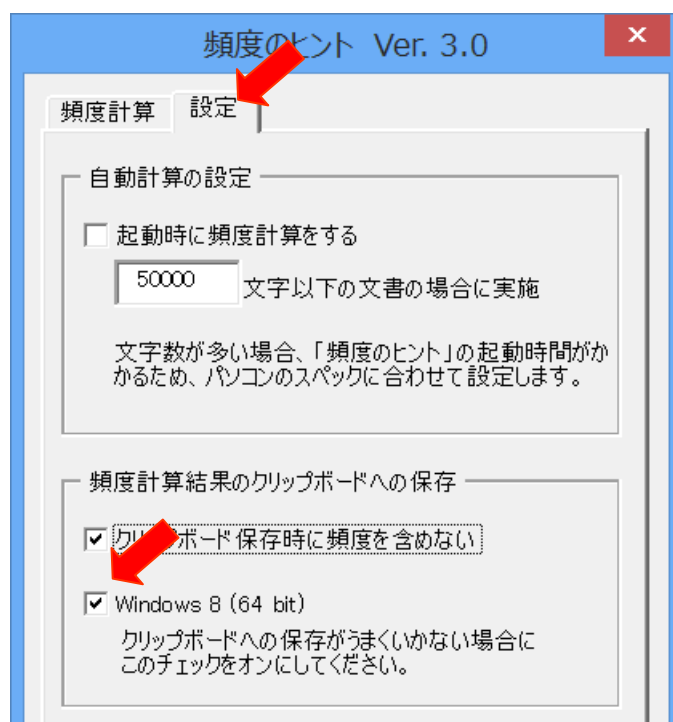 頻度のヒント Ver. 3.0
頻度計算 設定
自動計算の設定
起動時に頻度計算をする
50000 文字以下の文書の場合に実施
文字数が多い場合、「頻度のヒント」の起動時間がか
かるため、パソコンのスペックに合わせて設定します。
頻度計算結果のクリップボードへの保存
クリップボード保存時に頻度を含めない
Windows 8 (64 bit)
クリップボードへの保存がうまくいかない場合に
このチェックをオンにしてください。